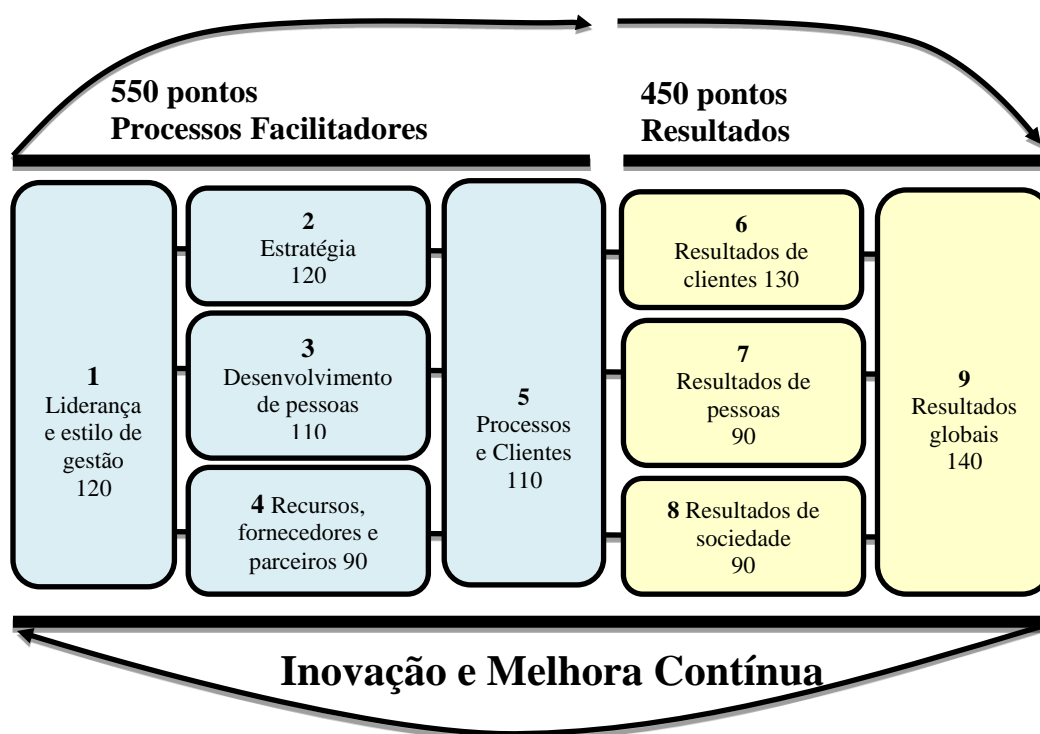 550 pontos
Processos Facilitadores
450 pontos
Resultados
1
Liderança
e estilo de
gestão
120
2
Estratégia
120
3
Desenvolvimento
de pessoas
110
4 Recursos,
fornecedores e
parceiros 90
5
Processos
e Clientes
110
6
Resultados de
clientes 130
7
Resultados de
pessoas
90
8 Resultados de
sociedade
90
9
Resultados
globais
140
Inovação e Melhora Contínua